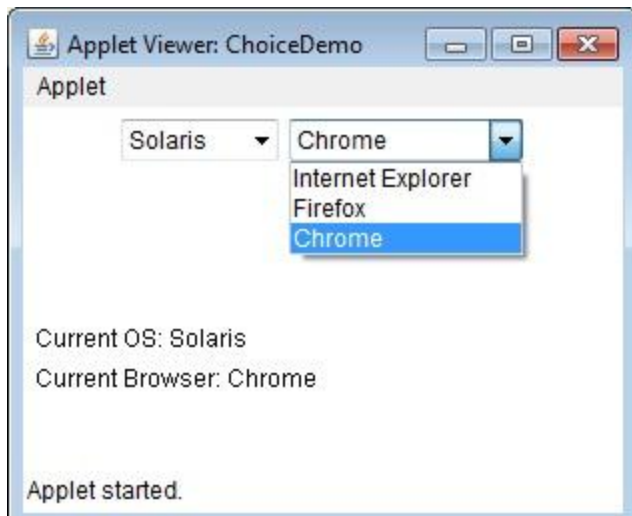 Applet Viewer: ChoiceDemo
Applet
Solaris Chrome
Internet Explorer
Firefox
Chrome
Current OS: Solaris
Current Browser: Chrome
Applet started.